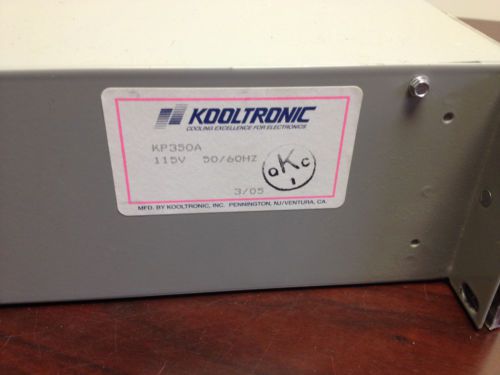 KOOLTRONIC
COOLING EXCELLENCE FOR ELECTRONICS
KP350A
115V 50/60HZ
QKC
1
3/05
MFD. BY KOOLTRONIC, INC. PENNINGTON, NJ/VENTURA, CA.